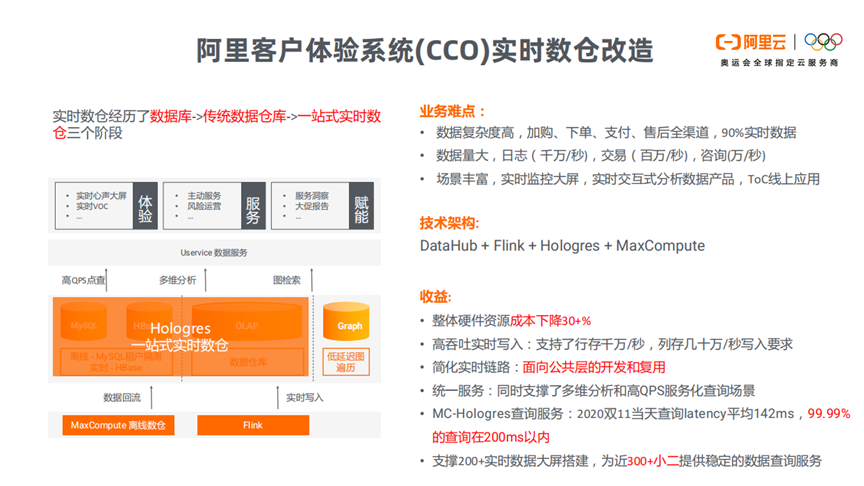 阿里客户体验系统(CCO)实时数仓改造
阿里云
奥运会全球指定云服务商
实时数仓经历了数据库->传统数据仓库->一站式实时数
仓三个阶段
• 实时心声大屏
• 实时VOC
• ...
体验
• 主动服务
• 风险运营
• ...
服务
• 服务洞察
• 大促报告
• ...
赋能
Uservice 数据服务
高QPS点查
多维分析
图检索
MySQL
HBase
OLAP
Graph
Hologres
一站式实时数仓
离线 - MySQL租户隔离
实时 - HBase
数据仓库
低延迟图
遍历
数据回流
实时写入
MaxCompute 离线数仓
Flink
业务难点：
• 数据复杂度高，加购、下单、支付、售后全渠道，90%实时数据
• 数据量大，日志（千万/秒)，交易（百万/秒)，咨询(万/秒)
• 场景丰富，实时监控大屏，实时交互式分析数据产品，ToC线上应用
技术架构:
DataHub + Flink + Hologres + MaxCompute
收益:
• 整体硬件资源成本下降30+%
• 高吞吐实时写入：支持了行存千万/秒，列存几十万/秒写入要求
• 简化实时链路：面向公共层的开发和复用
• 统一服务：同时支撑了多维分析和高QPS服务化查询场景
• MC-Hologres查询服务：2020双11当天查询latency平均142ms，99.99%
的查询在200ms以内
• 支撑200+实时数据大屏搭建，为近300+小二提供稳定的数据查询服务